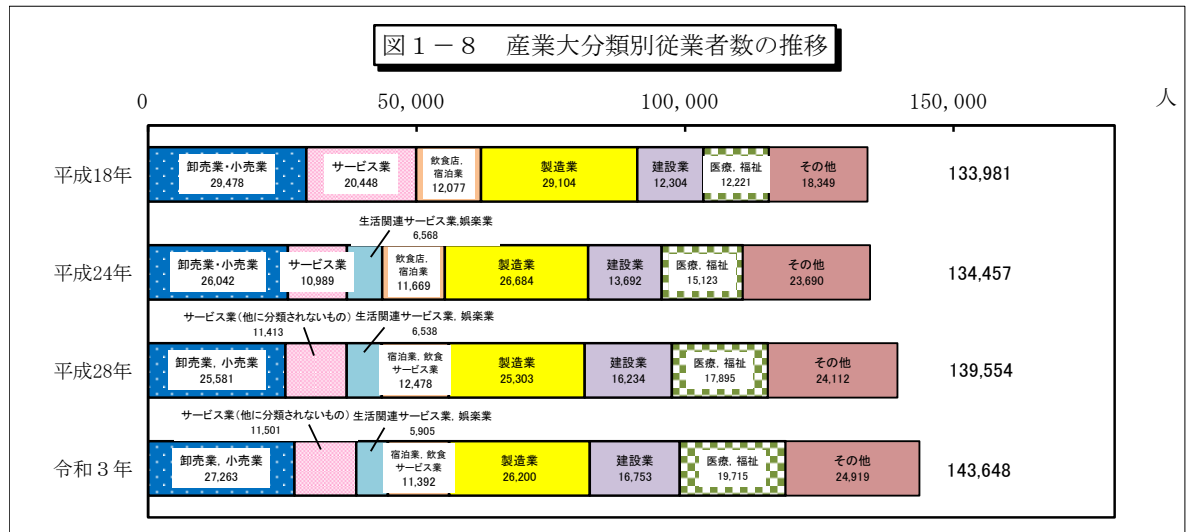 図１－８　産業大分類別従業者数の推移
0
50,000
100,000
150,000
人
平成18年
卸売業・小売業
29,478
サービス業
20,448
飲食店,
宿泊業
12,077
製造業
29,104
建設業
12,304
医療, 福祉
12,221
その他
18,349
133,981
生活関連サービス業,娯楽業
6,568
平成24年
卸売業・小売業
26,042
サービス業
10,989
飲食店,
宿泊業
11,669
製造業
26,684
建設業
13,692
医療, 福祉
15,123
その他
23,690
134,457
サービス業(他に分類されないもの)
11,413
生活関連サービス業, 娯楽業
6,538
平成28年
卸売業, 小売業
25,581
宿泊業, 飲食
サービス業
12,478
製造業
25,303
建設業
16,234
医療, 福祉
17,895
その他
24,112
139,554
サービス業(他に分類されないもの)
11,501
生活関連サービス業, 娯楽業
5,905
令和３年
卸売業, 小売業
27,263
宿泊業, 飲食
サービス業
11,392
製造業
26,200
建設業
16,753
医療, 福祉
19,715
その他
24,919
143,648